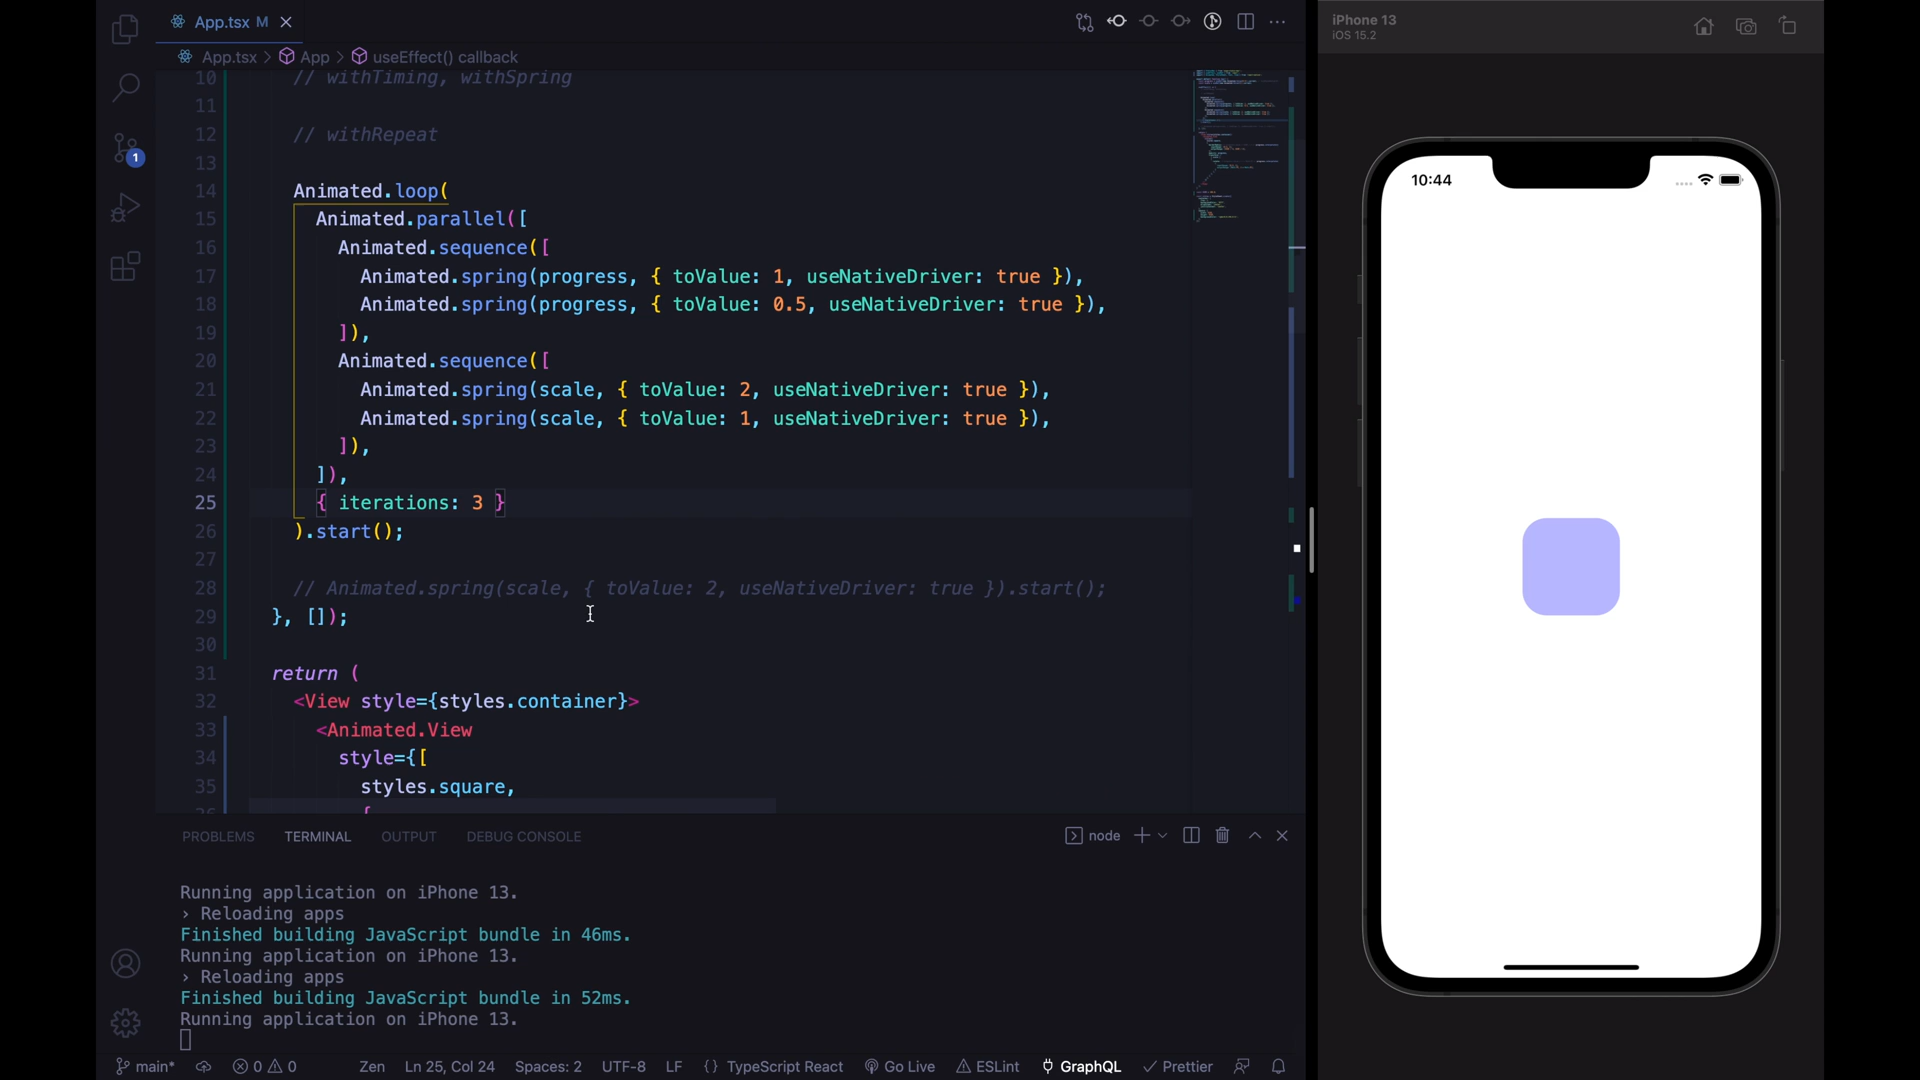 App.tsx M
App.tsx > App > useEffect() callback
10 // withTiming, withSpring
11
12 // withRepeat
13
14 Animated.loop(
15 Animated.parallel([
16 Animated.sequence([
17 Animated.spring(progress, { toValue: 1, useNativeDriver: true }),
18 Animated.spring(progress, { toValue: 0.5, useNativeDriver: true }),
19 ]),
20 Animated.sequence([
21 Animated.spring(scale, { toValue: 2, useNativeDriver: true }),
22 Animated.spring(scale, { toValue: 1, useNativeDriver: true }),
23 ]),
24 ]),
25 { iterations: 3 }
26 ).start();
27
28 // Animated.spring(scale, { toValue: 2, useNativeDriver: true }).start();
29 }, []);
30
31 return (
32 <View style={styles.container}>
33 <Animated.View
34 style={[
35 styles.square,
1
PROBLEMS TERMINAL OUTPUT DEBUG CONSOLE
node
Running application on iPhone 13.
› Reloading apps
Finished building JavaScript bundle in 46ms.
Running application on iPhone 13.
› Reloading apps
Finished building JavaScript bundle in 52ms.
Running application on iPhone 13.
main* 0 0 Zen Ln 25, Col 24 Spaces: 2 UTF-8 LF {} TypeScript React Go Live ESLint GraphQL Prettier
iPhone 13
iOS 15.2
10:44